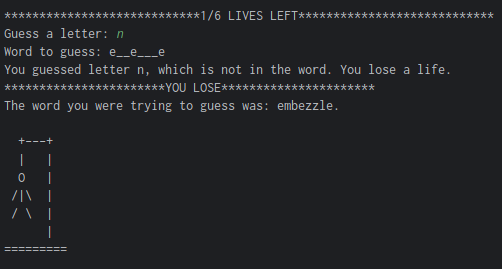 ****************************1/6 LIVES LEFT****************************
Guess a letter: n
Word to guess: e__e___e
You guessed letter n, which is not in the word. You lose a life.
***********************YOU LOSE**********************
The word you were trying to guess was: embezzle.
  +---+
  |   |
  O   |
 /|\  |
 / \  |
      |
=========